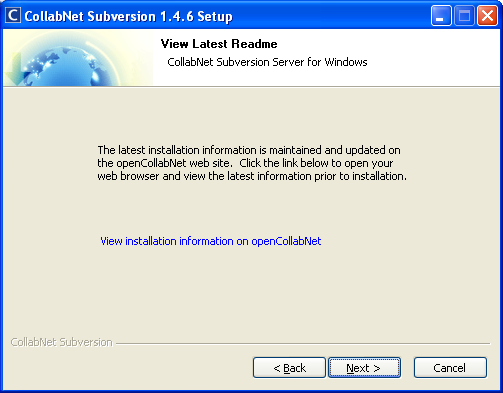 CollabNet Subversion 1.4.6 Setup
View Latest Readme
CollabNet Subversion Server for Windows
The latest installation information is maintained and updated on
the openCollabNet web site.  Click the link below to open your
web browser and view the latest information prior to installation.
View installation information on openCollabNet
CollabNet Subversion
< Back
Next >
Cancel